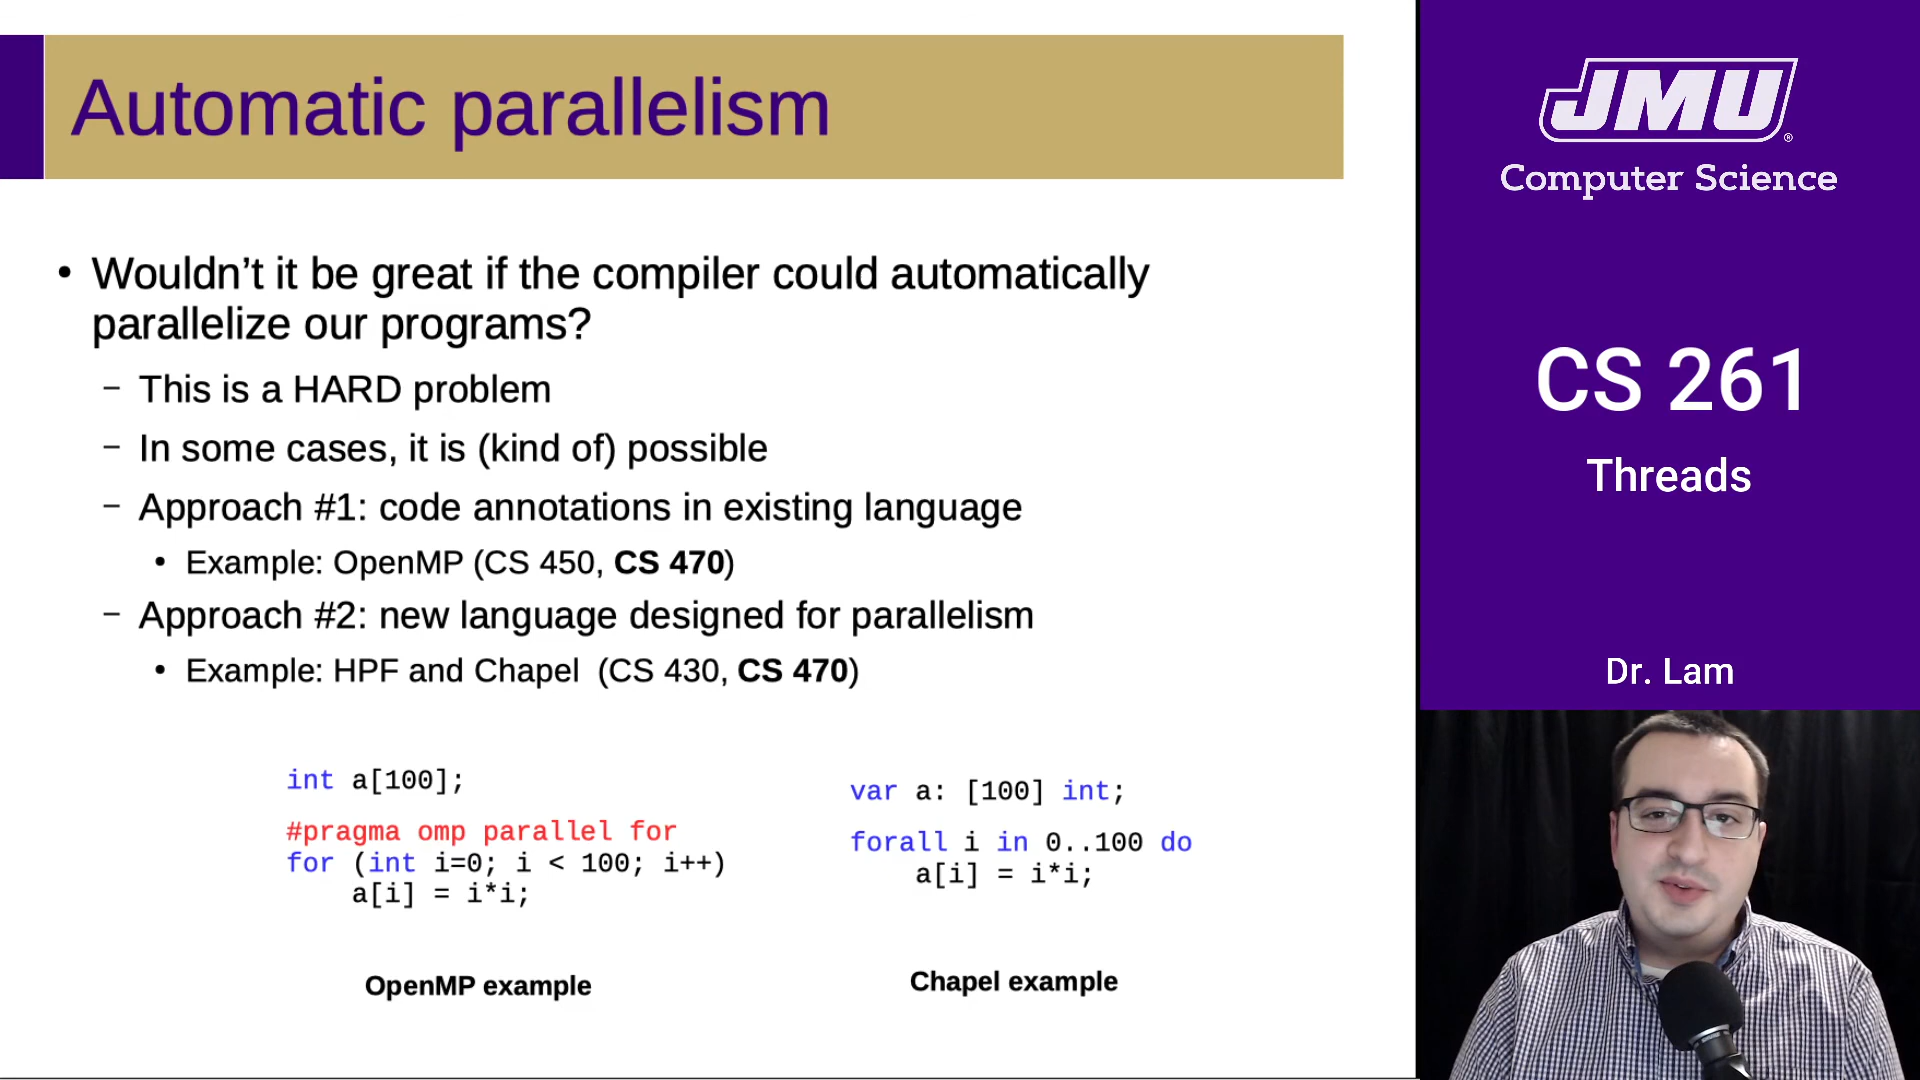 Automatic parallelism
• Wouldn’t it be great if the compiler could automatically
parallelize our programs?
– This is a HARD problem
– In some cases, it is (kind of) possible
– Approach #1: code annotations in existing language
• Example: OpenMP (CS 450, CS 470)
– Approach #2: new language designed for parallelism
• Example: HPF and Chapel (CS 430, CS 470)
int a[100];
#pragma omp parallel for
for (int i=0; i < 100; i++)
a[i] = i*i;
OpenMP example
var a: [100] int;
forall i in 0..100 do
a[i] = i*i;
Chapel example
JMU®
Computer Science
CS 261
Threads
Dr. Lam